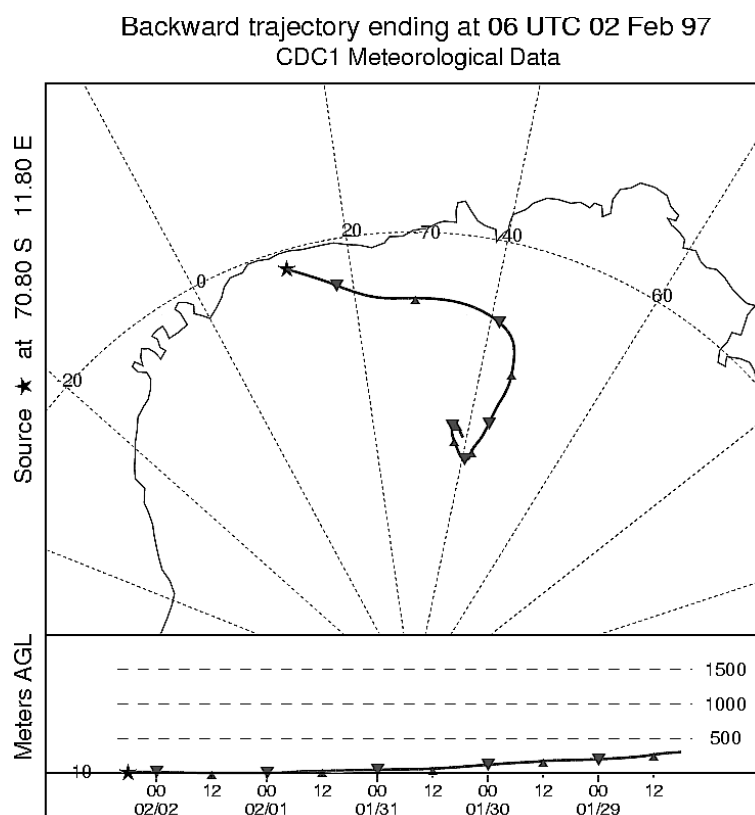 Backward trajectory ending at 06 UTC 02 Feb 97
CDC1 Meteorological Data
Source ★ at 70.80 S 11.80 E
20
70
40
0
60
20
Meters AGL
1500
1000
500
10
00 12 00 12 00 12 00 12 00 12
02/02 02/01 01/31 01/30 01/29